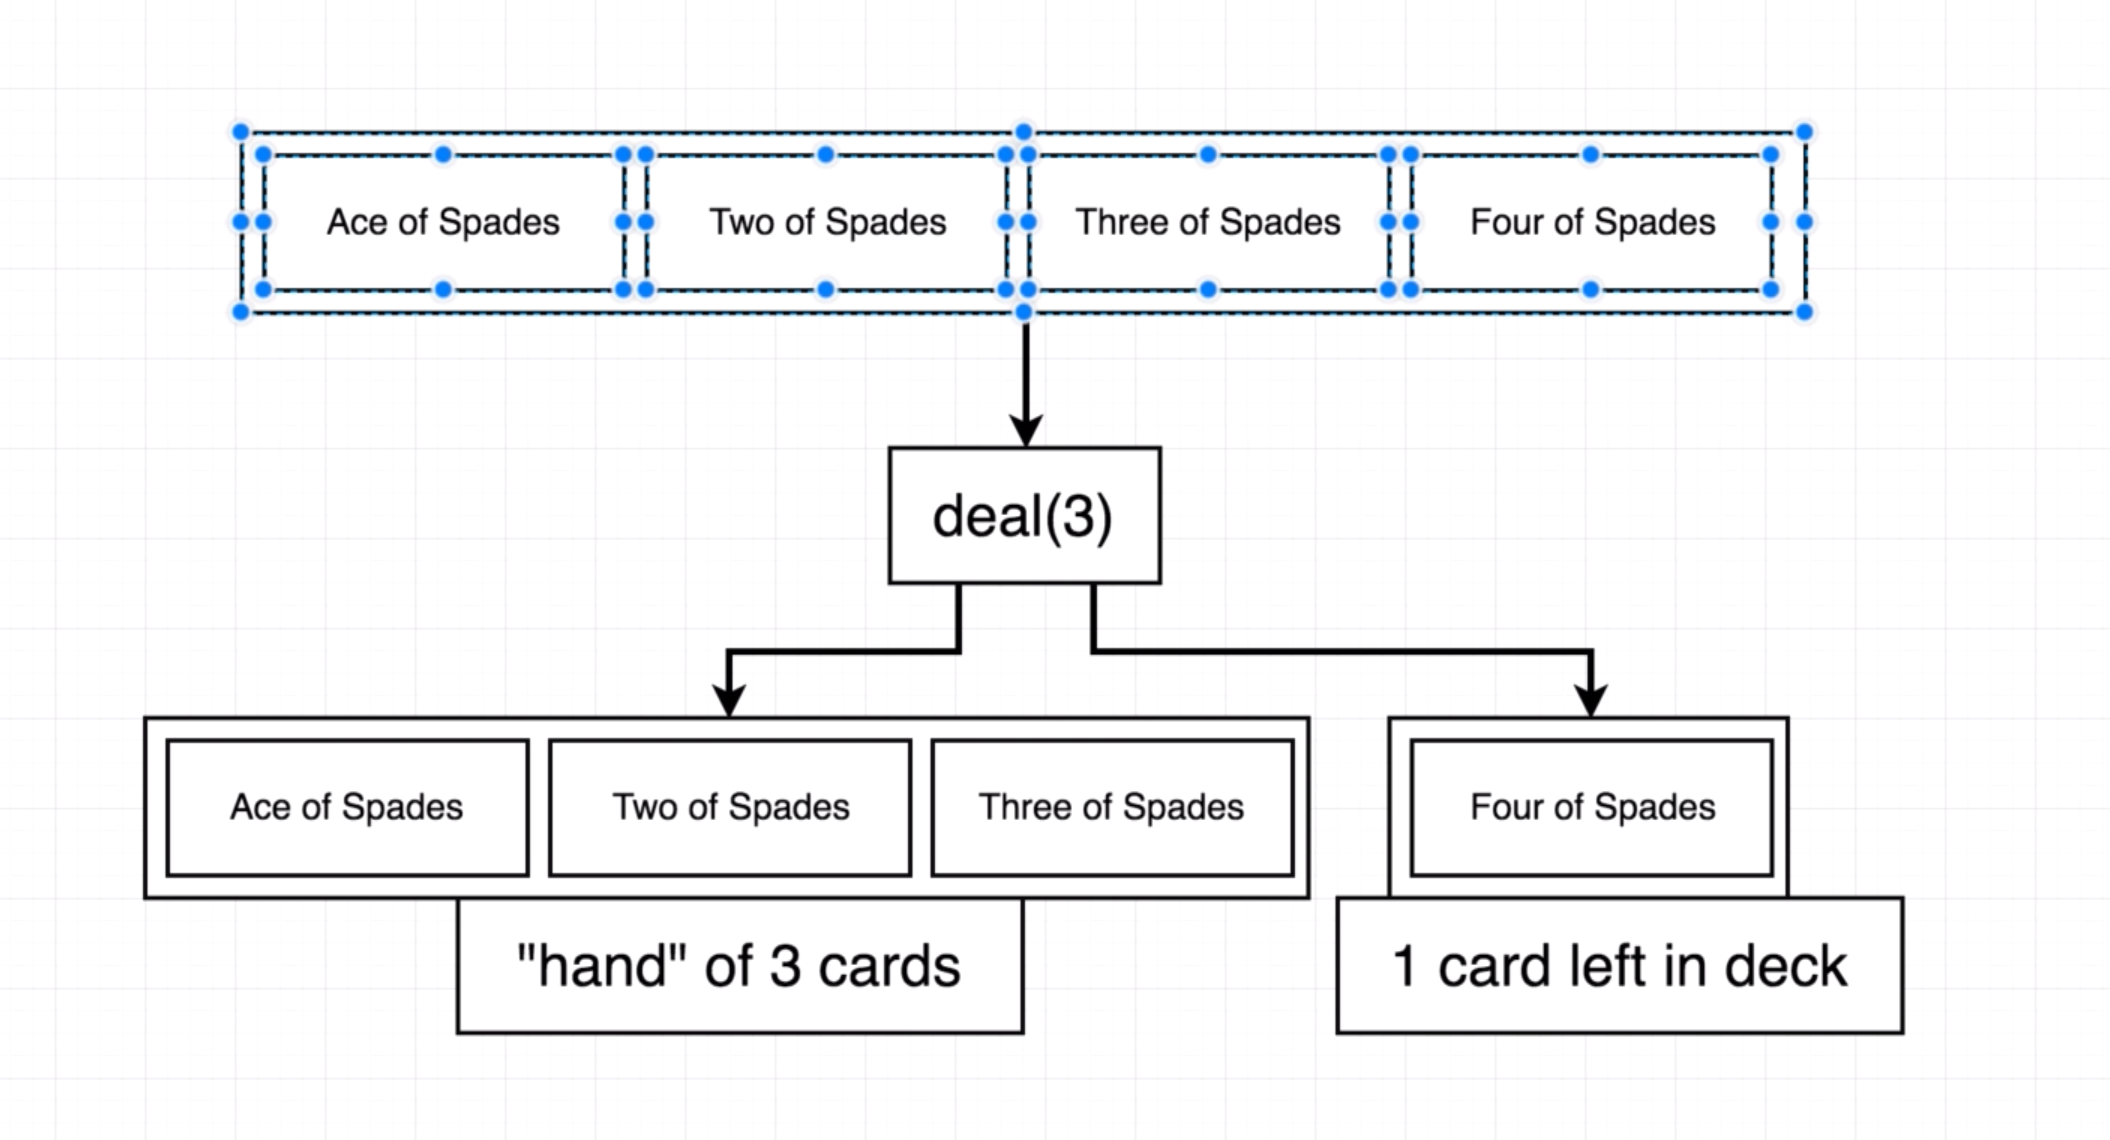 Ace of Spades
Two of Spades
Three of Spades
Four of Spades
deal(3)
Ace of Spades
Two of Spades
Three of Spades
Four of Spades
"hand" of 3 cards
1 card left in deck